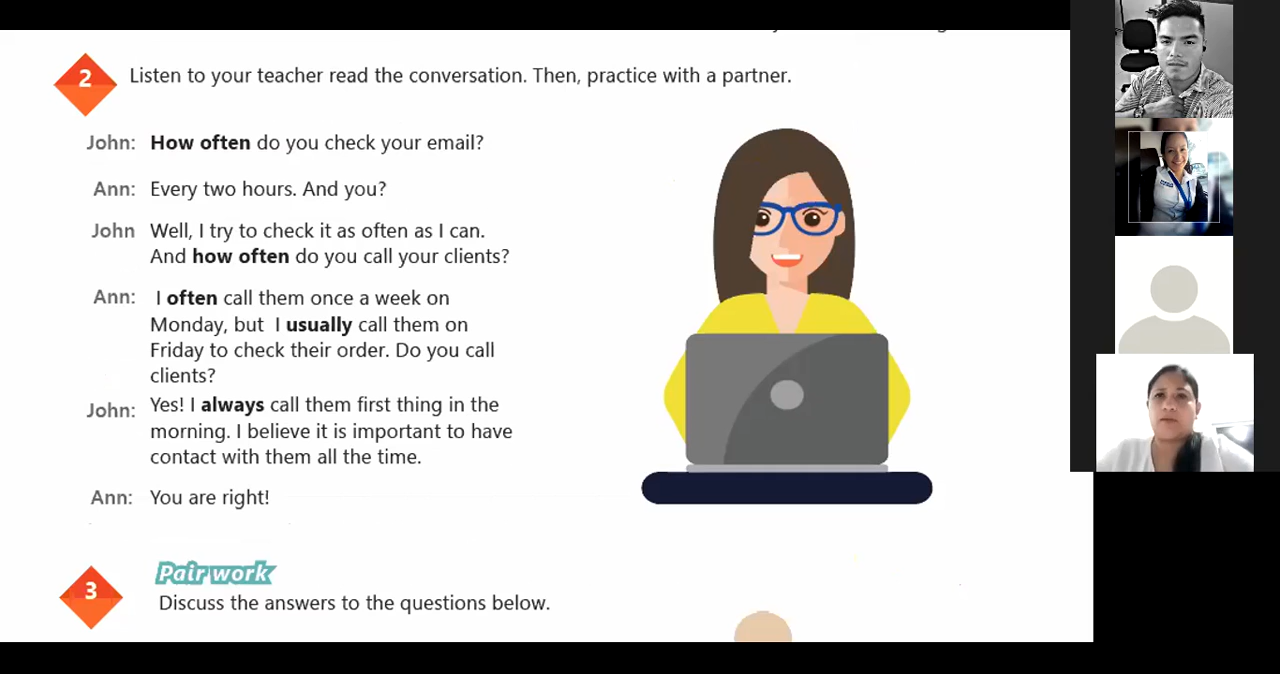 2
Listen to your teacher read the conversation. Then, practice with a partner.
John: How often do you check your email?
Ann: Every two hours. And you?
John Well, I try to check it as often as I can.
And how often do you call your clients?
Ann: I often call them once a week on
Monday, but I usually call them on
Friday to check their order. Do you call
clients?
John: Yes! I always call them first thing in the
morning. I believe it is important to have
contact with them all the time.
Ann: You are right!
3
Pair work
Discuss the answers to the questions below.